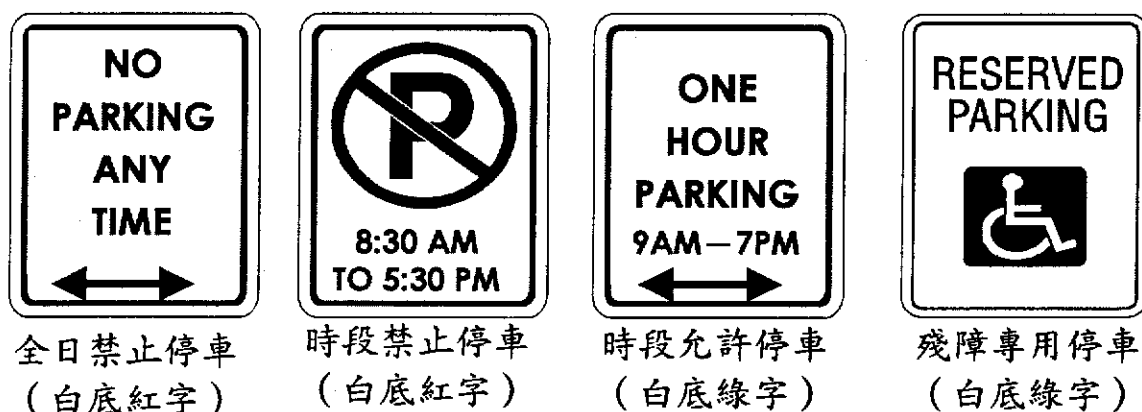 NO
PARKING
ANY
TIME
P
8:30 AM
TO 5:30 PM
ONE
HOUR
PARKING
9AM—7PM
RESERVED
PARKING
全日禁止停車
(白底紅字)
時段禁止停車
(白底紅字)
時段允許停車
(白底綠字)
殘障專用停車
(白底綠字)